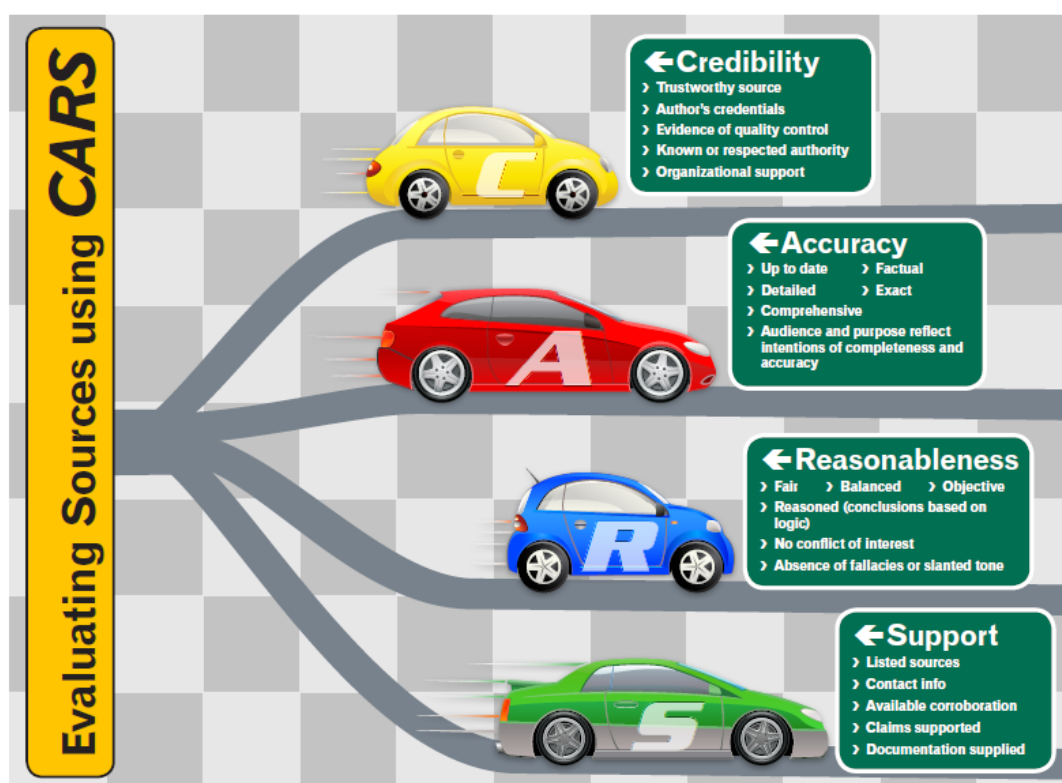 Evaluating Sources using CARS
Credibility
› Trustworthy source
› Author's credentials
› Evidence of quality control
› Known or respected authority
› Organizational support
C
Accuracy
› Up to date › Factual
› Detailed › Exact
› Comprehensive
› Audience and purpose reflect
intentions of completeness and
accuracy
A
Reasonableness
› Fair › Balanced › Objective
› Reasoned (conclusions based on
logic)
› No conflict of interest
› Absence of fallacies or slanted tone
R
Support
› Listed sources
› Contact info
› Available corroboration
› Claims supported
› Documentation supplied
S